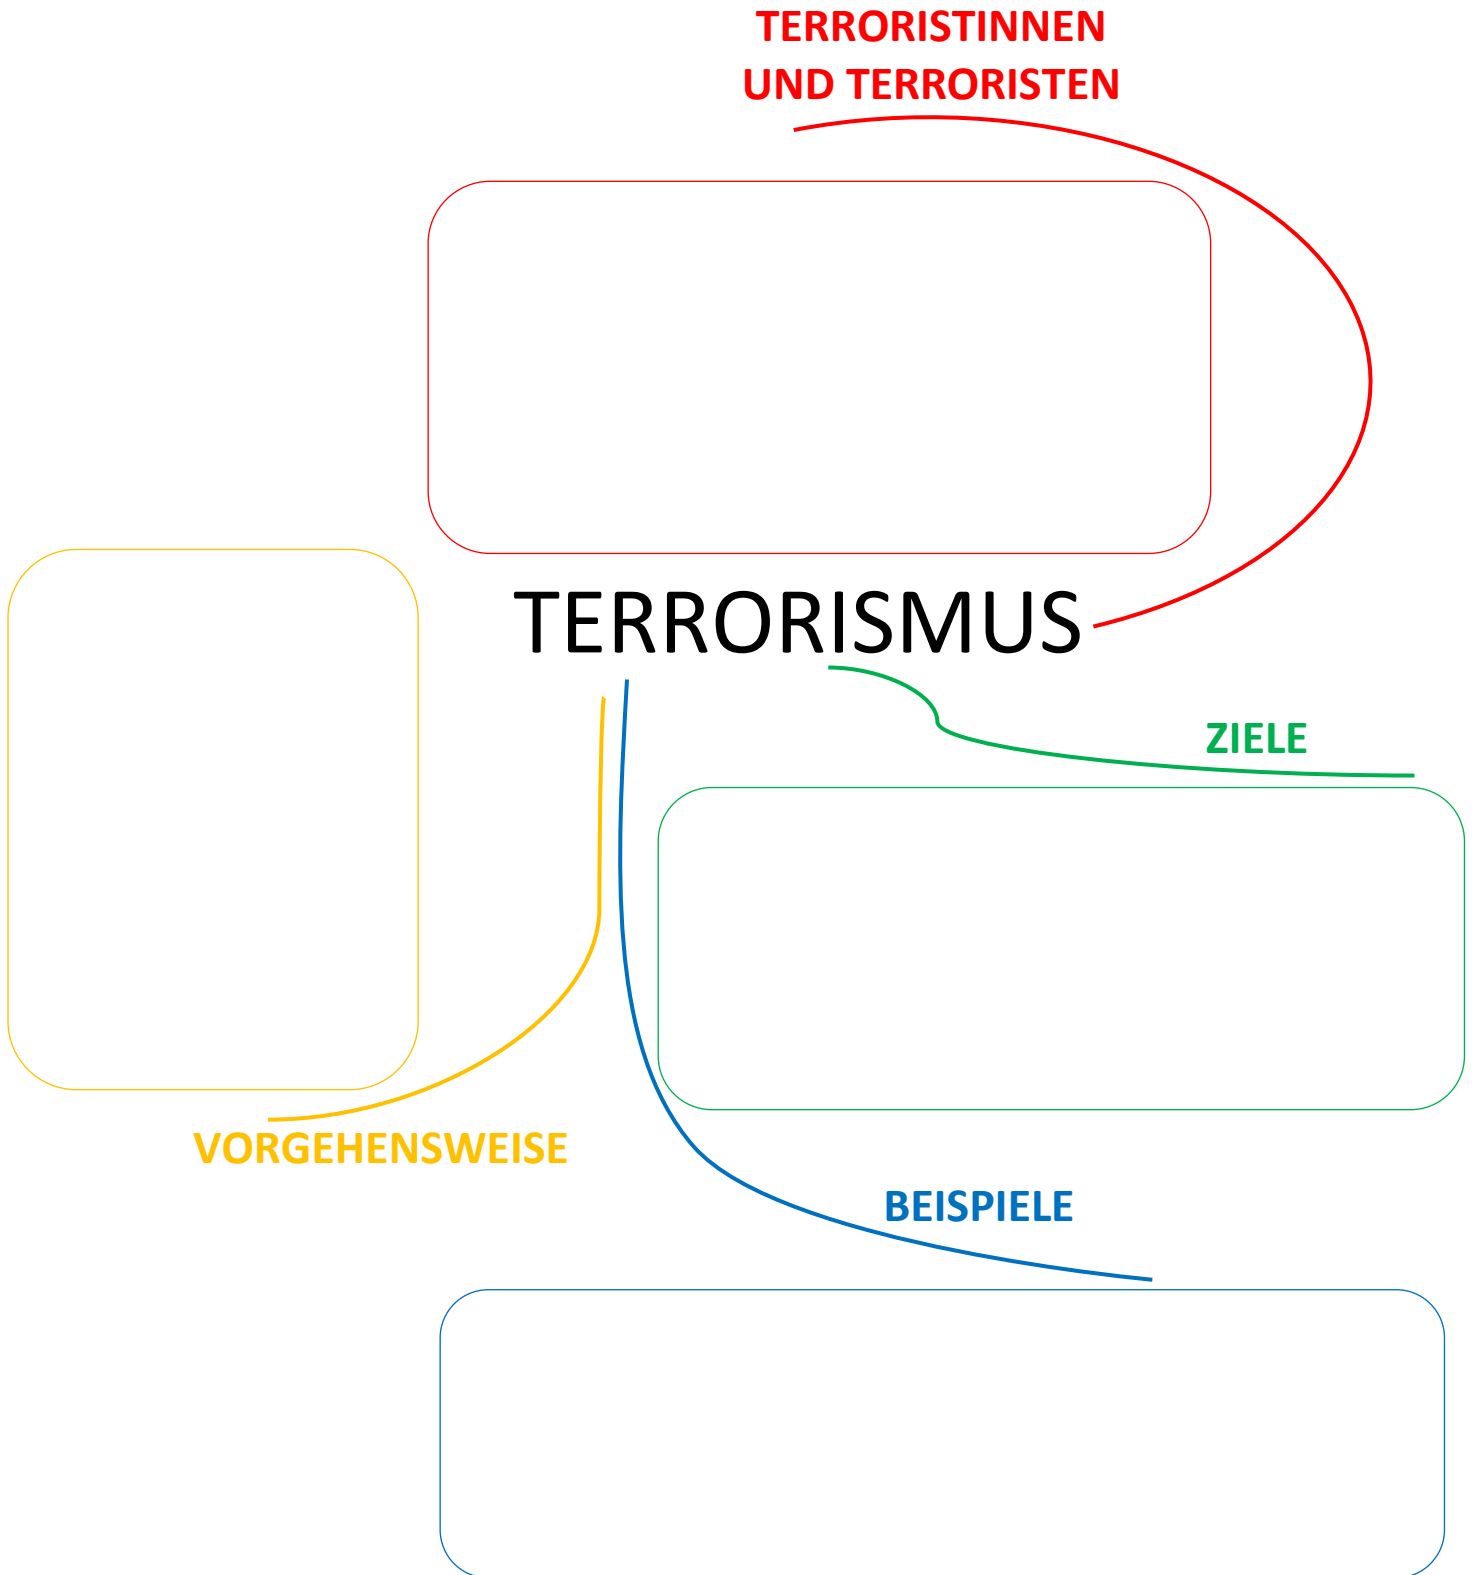 TERRORISTINNEN
UND TERRORISTEN
TERRORISMUS
ZIELE
VORGEHENSWEISE
BEISPIELE